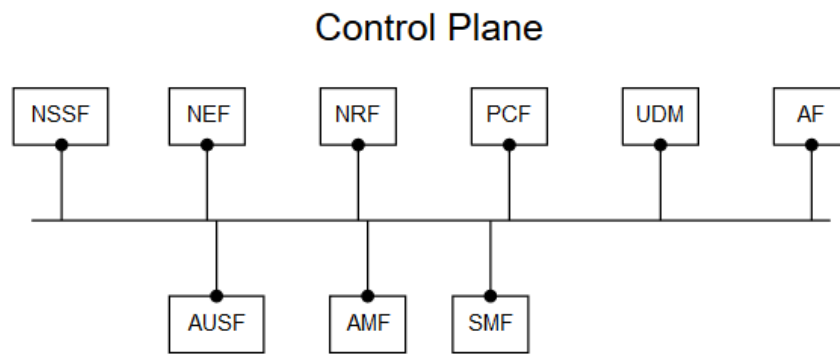 Control Plane
NSSF
NEF
NRF
PCF
UDM
AF
AUSF
AMF
SMF